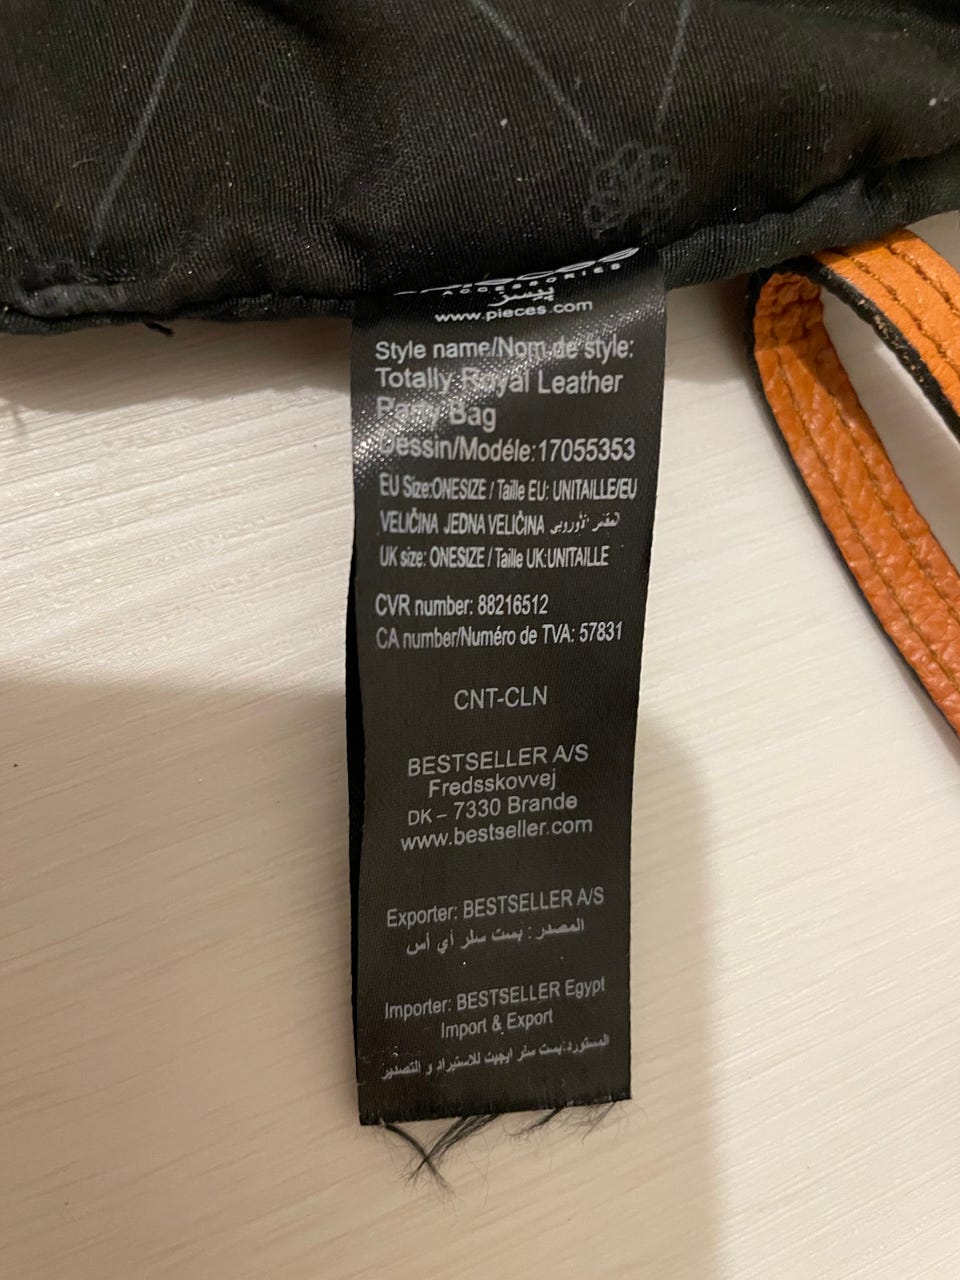 ACCESSORIES
بيسز
www.pieces.com
Style name/Nom de style:
Totally Royal Leather
Party Bag
Dessin/Modéle:17055353
EU Size:ONESIZE / Taille EU: UNITAILLE/EU
VELIČINA JEDNA VELIČINA المقاس الأوروبي
UK size: ONESIZE / Taille UK:UNITAILLE
CVR number: 88216512
CA number/Numéro de TVA: 57831
CNT-CLN
BESTSELLER A/S
Fredsskovvej
DK – 7330 Brande
www.bestseller.com
Exporter: BESTSELLER A/S
المصدر : بست سلر أي أس
Importer: BESTSELLER Egypt
Import & Export
المستورد:بست سلر ايجيبت للاستيراد و التصدير